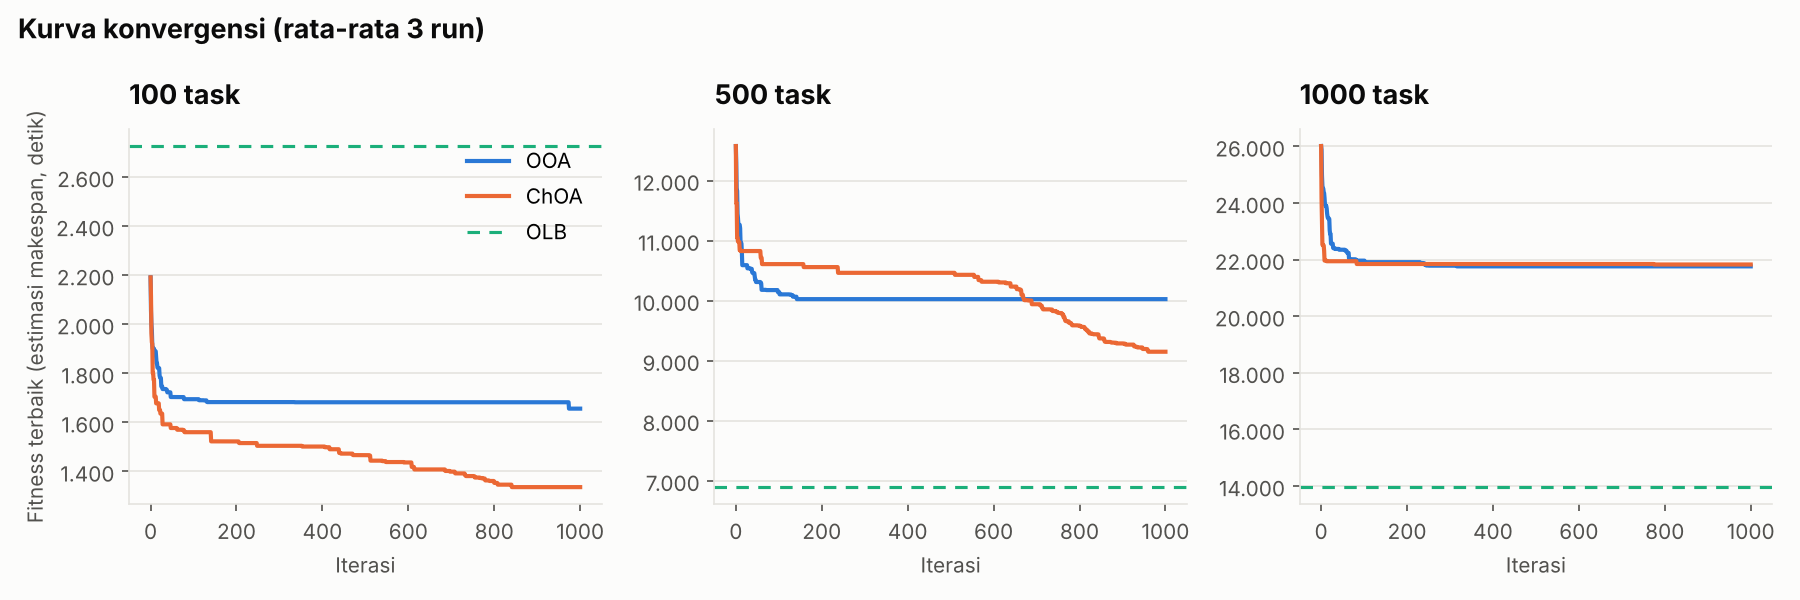 Kurva konvergensi (rata-rata 3 run)
100 task
Fitness terbaik (estimasi makespan, detik)
2.600
2.400
2.200
2.000
1.800
1.600
1.400
OOA
ChOA
OLB
0 200 400 600 800 1000
Iterasi
500 task
12.000
11.000
10.000
9.000
8.000
7.000
0 200 400 600 800 1000
Iterasi
1000 task
26.000
24.000
22.000
20.000
18.000
16.000
14.000
0 200 400 600 800 1000
Iterasi